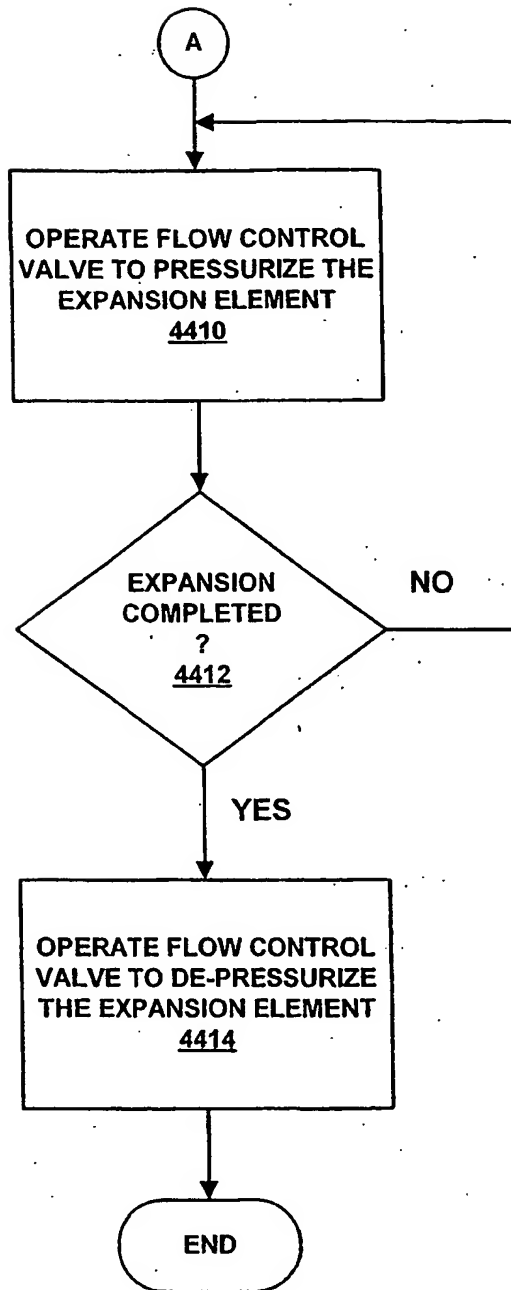 A
OPERATE FLOW CONTROL
VALVE TO PRESSURIZE THE
EXPANSION ELEMENT
4410
EXPANSION
COMPLETED
?
4412
NO
YES
OPERATE FLOW CONTROL
VALVE TO DE-PRESSURIZE
THE EXPANSION ELEMENT
4414
END